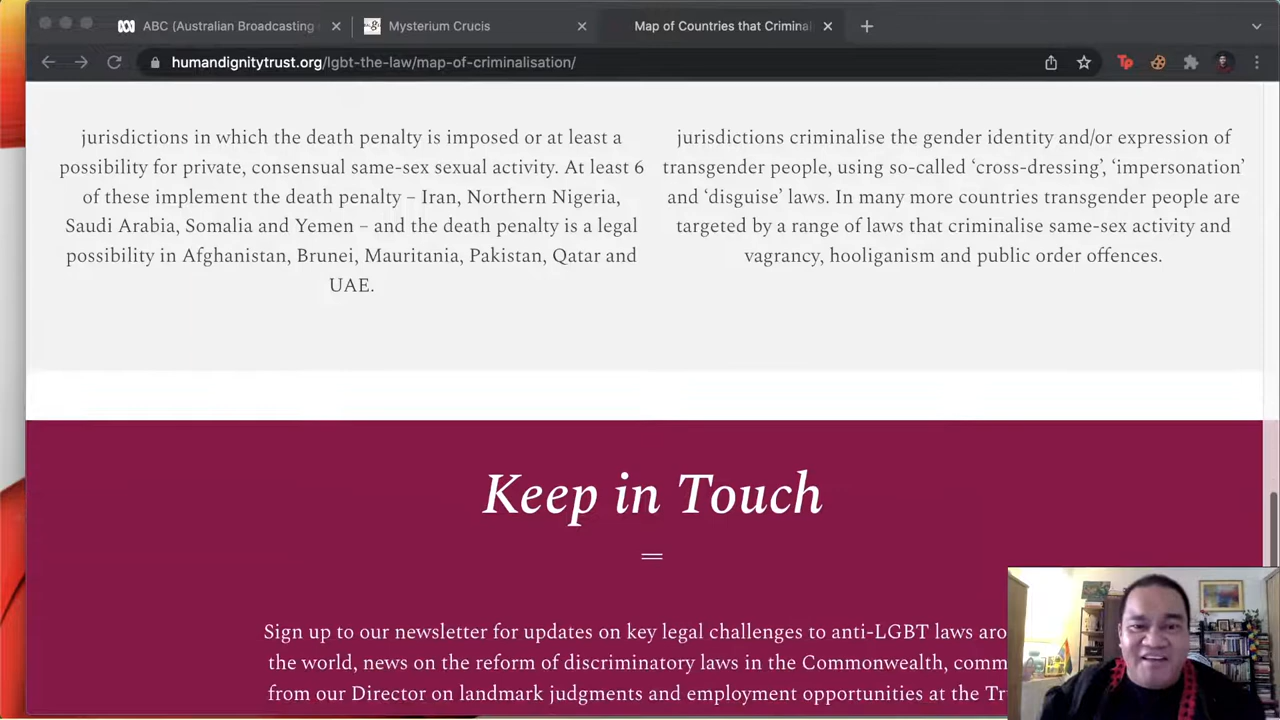 ABC (Australian Broadcasting
Mysterium Crucis
Map of Countries that Crimina
humandignitytrust.org/lgbt-the-law/map-of-criminalisation/
Tp
jurisdictions in which the death penalty is imposed or at least a
possibility for private, consensual same-sex sexual activity. At least 6
of these implement the death penalty – Iran, Northern Nigeria,
Saudi Arabia, Somalia and Yemen – and the death penalty is a legal
possibility in Afghanistan, Brunei, Mauritania, Pakistan, Qatar and
UAE.
jurisdictions criminalise the gender identity and/or expression of
transgender people, using so-called ‘cross-dressing’, ‘impersonation’
and ‘disguise’ laws. In many more countries transgender people are
targeted by a range of laws that criminalise same-sex activity and
vagrancy, hooliganism and public order offences.
Keep in Touch
Sign up to our newsletter for updates on key legal challenges to anti-LGBT laws aro
the world, news on the reform of discriminatory laws in the Commonwealth, comm
from our Director on landmark judgments and employment opportunities at the Tr